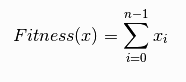 Fitness(x) = \sum_{i=0}^{n-1} x_i